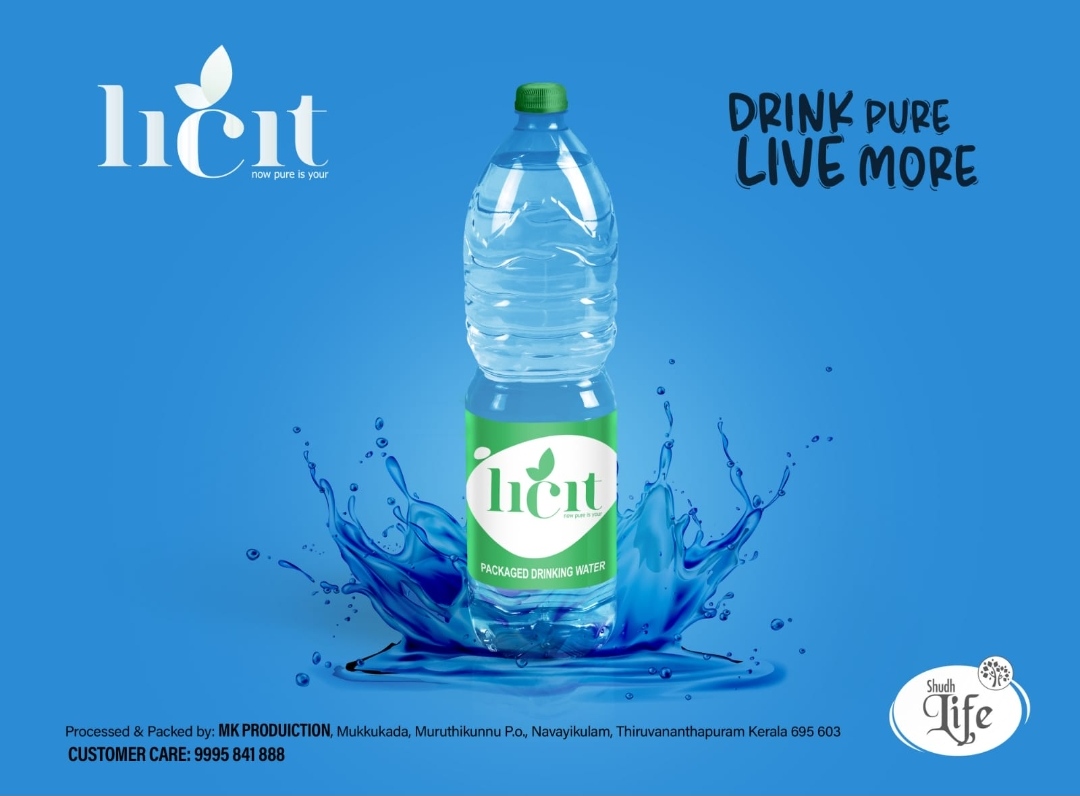 licit
now pure is your
DRINK PURE
LIVE MORE
licit
now pure is your
PACKAGED DRINKING WATER
Shudh
Life
Processed & Packed by: MK PRODUICTION, Mukkukada, Muruthikunnu P.o., Navayikulam, Thiruvananthapuram Kerala 695 603
CUSTOMER CARE: 9995 841 888